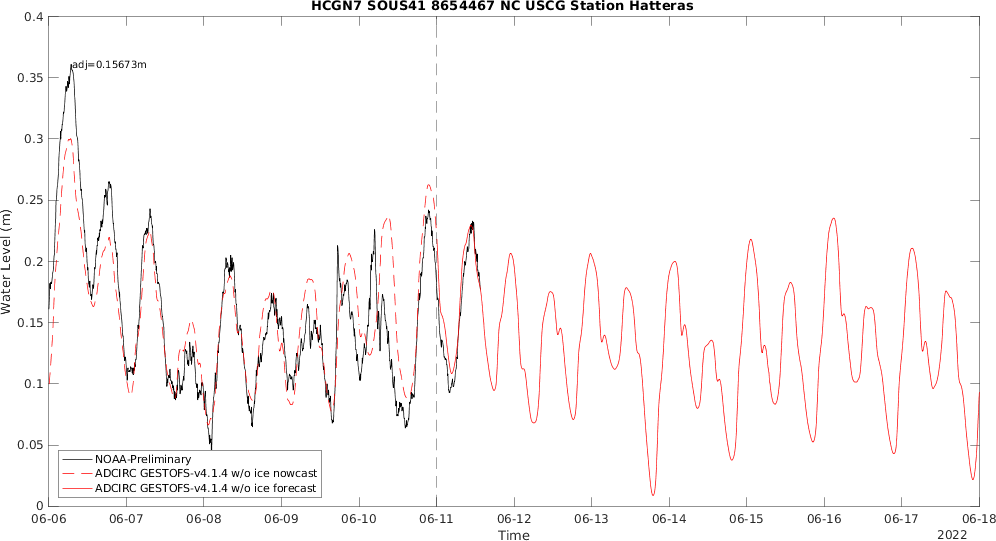 HCGN7 SOUS41 8654467 NC USCG Station Hatteras
0.4
0.35
0.3
0.25
0.2
0.15
0.1
0.05
0
Water Level (m)
adj=0.15673m
NOAA-Preliminary
ADCIRC GESTOFS-v4.1.4 w/o ice nowcast
ADCIRC GESTOFS-v4.1.4 w/o ice forecast
06-06 06-07 06-08 06-09 06-10 06-11 06-12 06-13 06-14 06-15 06-16 06-17 06-18
Time
2022